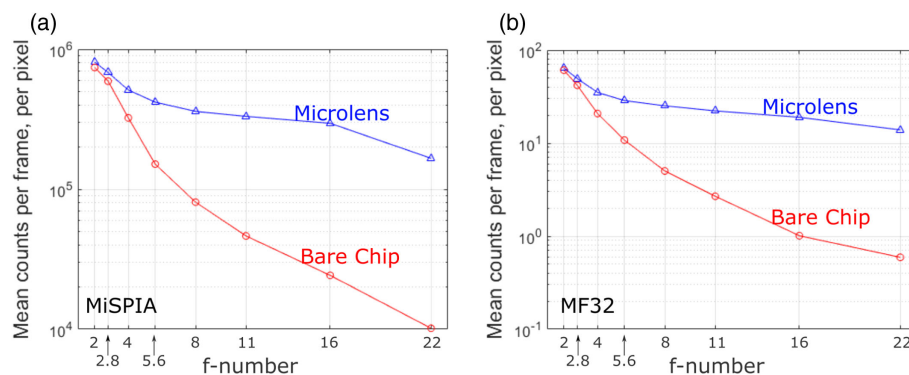 (a)
Mean counts per frame, per pixel
10^6
10^5
10^4
Microlens
Bare Chip
MiSPIA
2 4 8 11 16 22
2.8 5.6
f-number
(b)
Mean counts per frame, per pixel
10^2
10^1
10^0
10^-1
Microlens
Bare Chip
MF32
2 4 8 11 16 22
2.8 5.6
f-number